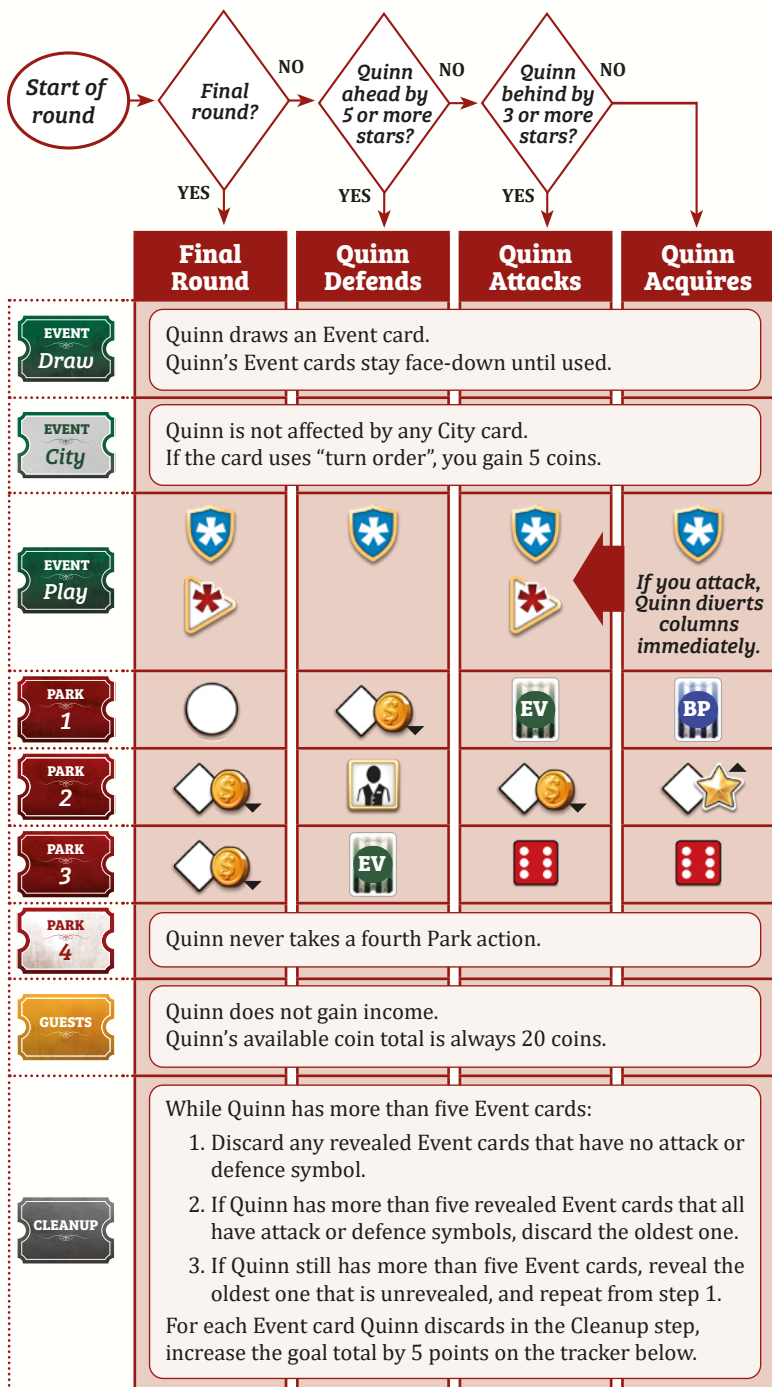 Start of
round
Final
round?
NO
Quinn
ahead by
5 or more
stars?
NO
Quinn
behind by
3 or more
stars?
NO
YES
YES
YES
Final
Round
Quinn
Defends
Quinn
Attacks
Quinn
Acquires
EVENT
Draw
Quinn draws an Event card.
Quinn’s Event cards stay face-down until used.
EVENT
City
Quinn is not affected by any City card.
If the card uses “turn order”, you gain 5 coins.
EVENT
Play
If you attack,
Quinn diverts
columns
immediately.
PARK
1
$
EV
BP
PARK
2
$
$
PARK
3
$
EV
PARK
4
Quinn never takes a fourth Park action.
GUESTS
Quinn does not gain income.
Quinn’s available coin total is always 20 coins.
CLEANUP
While Quinn has more than five Event cards:
1. Discard any revealed Event cards that have no attack or
defence symbol.
2. If Quinn has more than five revealed Event cards that all
have attack or defence symbols, discard the oldest one.
3. If Quinn still has more than five Event cards, reveal the
oldest one that is unrevealed, and repeat from step 1.
For each Event card Quinn discards in the Cleanup step,
increase the goal total by 5 points on the tracker below.